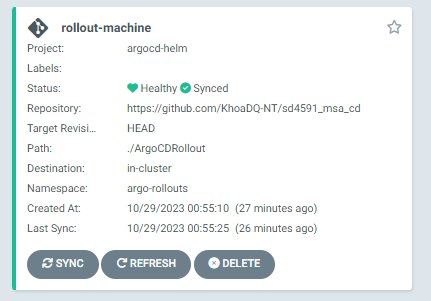 rollout-machine
Project: argocd-helm
Labels:
Status: Healthy Synced
Repository: https://github.com/KhoaDQ-NT/sd4591_msa_cd
Target Revisi... HEAD
Path: ./ArgoCDRollout
Destination: in-cluster
Namespace: argo-rollouts
Created At: 10/29/2023 00:55:10 (27 minutes ago)
Last Sync: 10/29/2023 00:55:25 (26 minutes ago)
SYNC REFRESH DELETE